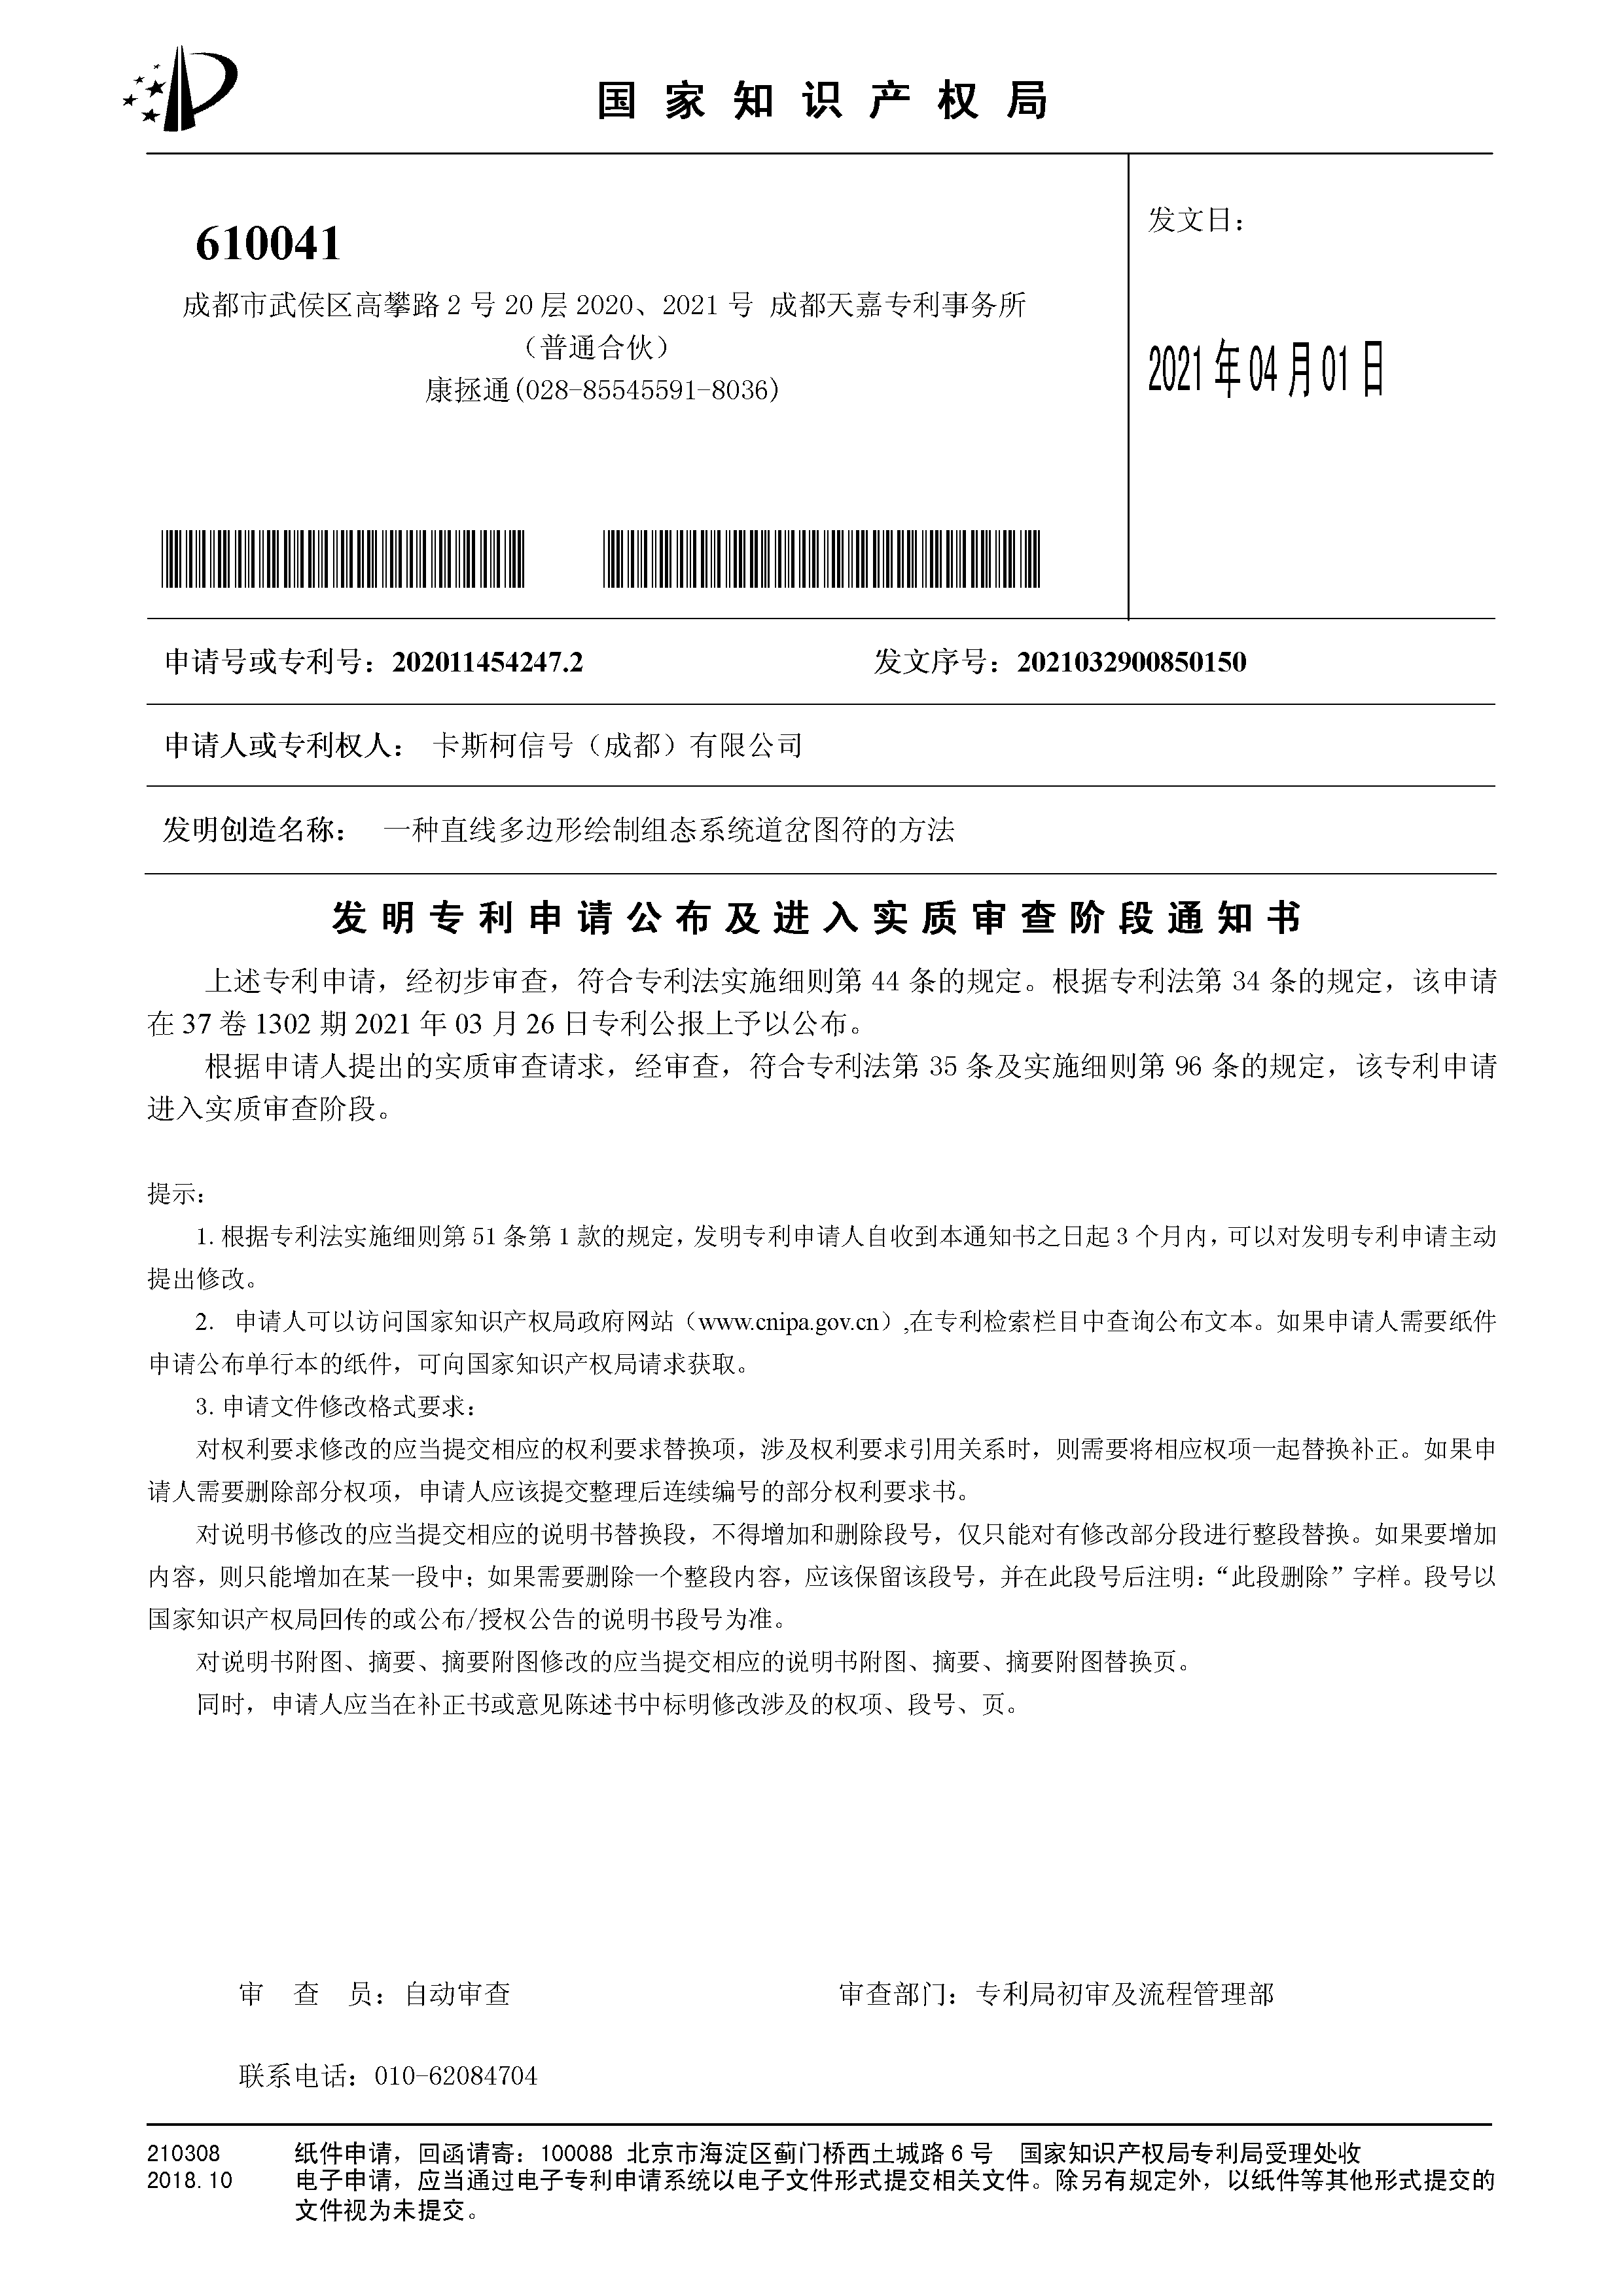 国家知识产权局
610041
发文日：
成都市武侯区高攀路 2 号 20 层 2020、2021 号 成都天嘉专利事务所
（普通合伙）
康拯通(028-85545591-8036)
2021 年 04 月 01 日
申请号或专利号：202011454247.2
发文序号：2021032900850150
申请人或专利权人： 卡斯柯信号（成都）有限公司
发明创造名称： 一种直线多边形绘制组态系统道岔图符的方法
发明专利申请公布及进入实质审查阶段通知书
上述专利申请，经初步审查，符合专利法实施细则第 44 条的规定。根据专利法第 34 条的规定，该申请
在 37 卷 1302 期 2021 年 03 月 26 日专利公报上予以公布。
根据申请人提出的实质审查请求，经审查，符合专利法第 35 条及实施细则第 96 条的规定，该专利申请
进入实质审查阶段。
提示：
1. 根据专利法实施细则第 51 条第 1 款的规定，发明专利申请人自收到本通知书之日起 3 个月内，可以对发明专利申请主动
提出修改。
2. 申请人可以访问国家知识产权局政府网站（www.cnipa.gov.cn）,在专利检索栏目中查询公布文本。如果申请人需要纸件
申请公布单行本的纸件，可向国家知识产权局请求获取。
3. 申请文件修改格式要求：
对权利要求修改的应当提交相应的权利要求替换项，涉及权利要求引用关系时，则需要将相应权项一起替换补正。如果申
请人需要删除部分权项，申请人应该提交整理后连续编号的部分权利要求书。
对说明书修改的应当提交相应的说明书替换段，不得增加和删除段号，仅只能对有修改部分段进行整段替换。如果要增加
内容，则只能增加在某一段中；如果需要删除一个整段内容，应该保留该段号，并在此段号后注明：“此段删除”字样。段号以
国家知识产权局回传的或公布/授权公告的说明书段号为准。
对说明书附图、摘要、摘要附图修改的应当提交相应的说明书附图、摘要、摘要附图替换页。
同时，申请人应当在补正书或意见陈述书中标明修改涉及的权项、段号、页。
审 查 员：自动审查
审查部门：专利局初审及流程管理部
联系电话：010-62084704
210308 纸件申请，回函请寄：100088 北京市海淀区蓟门桥西土城路 6 号 国家知识产权局专利局受理处收
2018.10 电子申请，应当通过电子专利申请系统以电子文件形式提交相关文件。除另有规定外，以纸件等其他形式提交的
文件视为未提交。